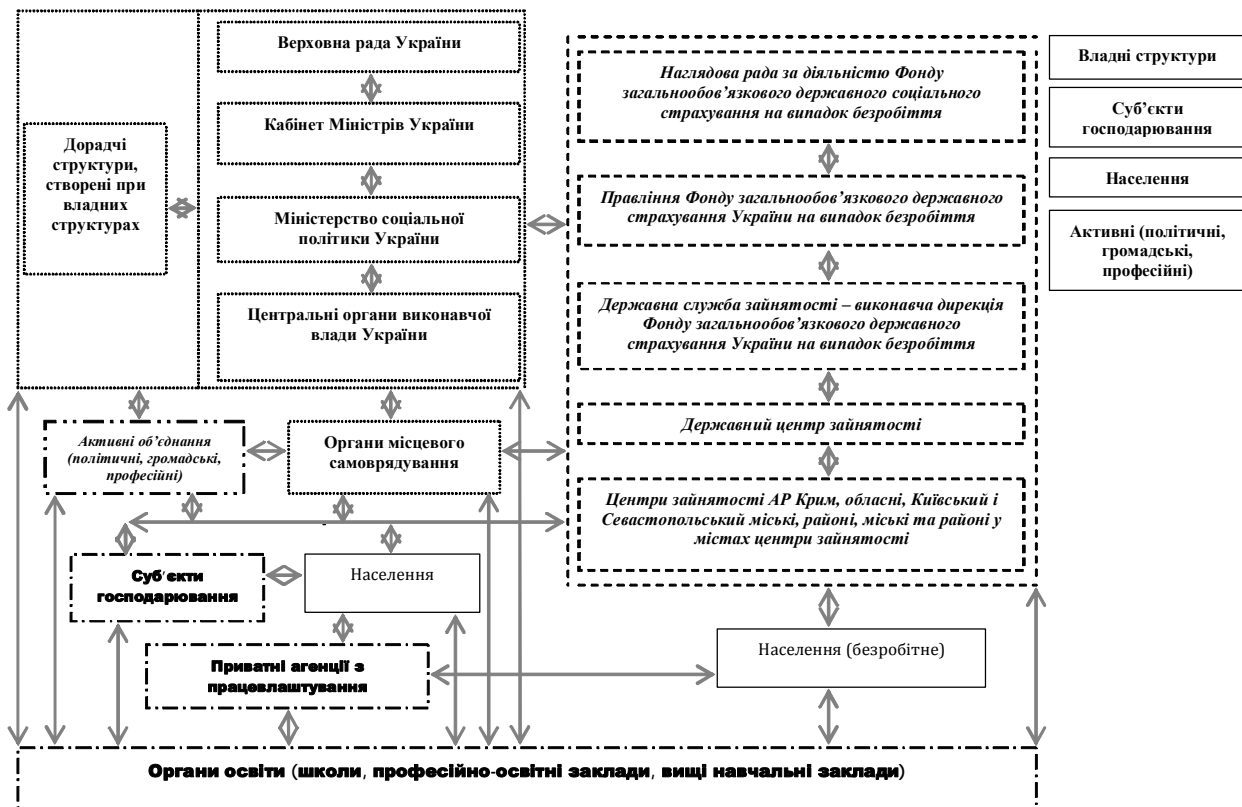 Верховна рада України
Кабінет Міністрів України
Дорадчі
структури,
створені при
владних
структурах
Міністерство соціальної
політики України
Центральні органи виконавчої
влади України
Наглядова рада за діяльністю Фонду
загальнообов’язкового державного соціального
страхування на випадок безробіття
Правління Фонду загальнообов’язкового державного
страхування України на випадок безробіття
Державна служба зайнятості – виконавча дирекція
Фонду загальнообов’язкового державного
страхування України на випадок безробіття
Державний центр зайнятості
Центри зайнятості АР Крим, обласні, Київський і
Севастопольський міські, районі, міські та районі у
містах центри зайнятості
Владні структури
Суб’єкти
господарювання
Населення
Активні (політичні,
громадські,
професійні)
Активні об’єднання
(політичні, громадські,
професійні)
Органи місцевого
самоврядування
Суб’єкти
господарювання
Населення
Приватні агенції з
працевлаштування
Населення (безробітне)
Органи освіти (школи, професійно-освітні заклади, вищі навчальні заклади)